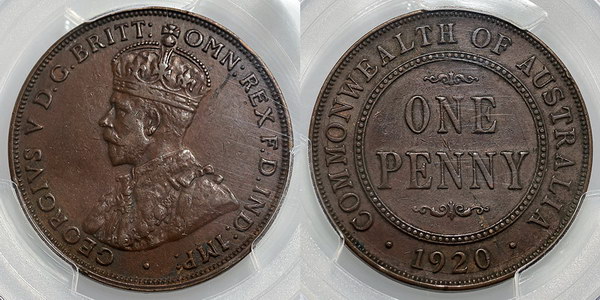 GEORGIVS V D.G. BRITT: OMN: REX F.D. IND: IMP:
COMMONWEALTH OF AUSTRALIA
ONE
PENNY
· 1920 ·